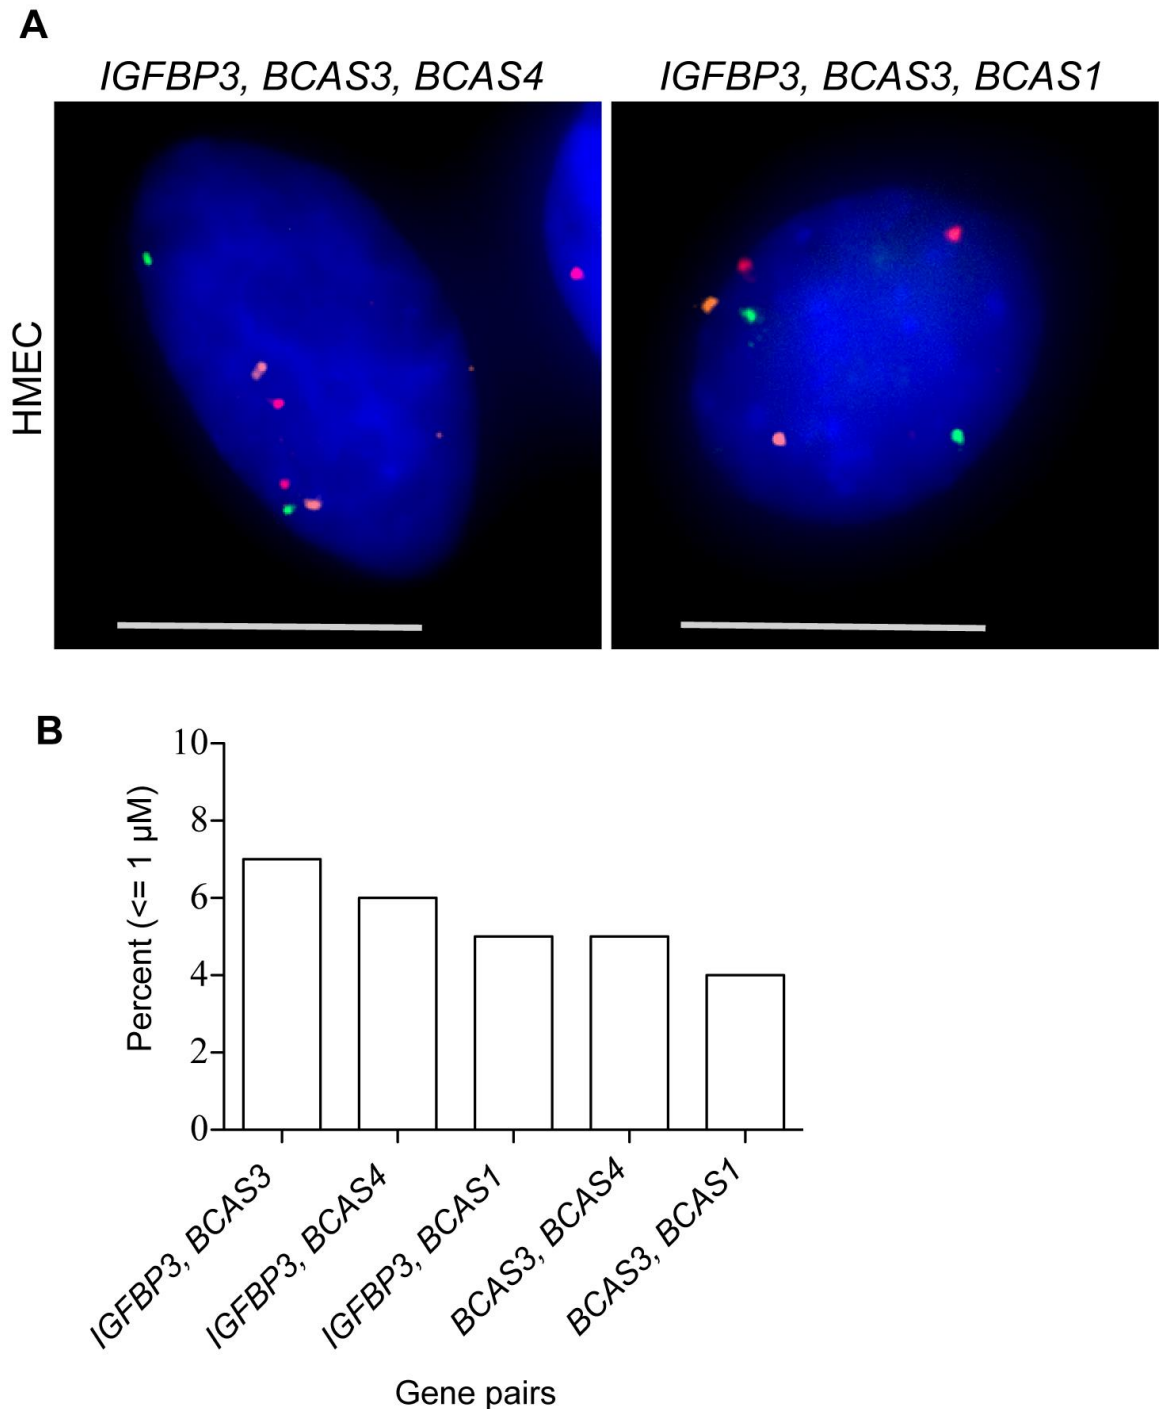 A
IGFBP3, BCAS3, BCAS4
IGFBP3, BCAS3, BCAS1
HMEC
B
Percent (<= 1 µM)
10
8
6
4
2
0
IGFBP3, BCAS3
IGFBP3, BCAS4
IGFBP3, BCAS1
BCAS3, BCAS4
BCAS3, BCAS1
Gene pairs